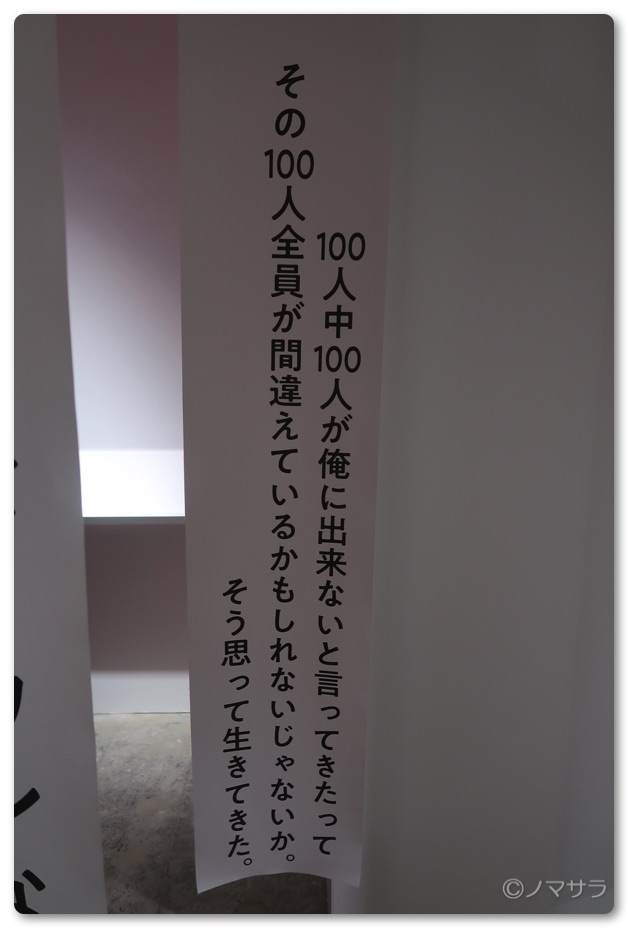 100人中100人が俺に出来ないと言ってきたって
その100人全員が間違えているかもしれないじゃないか。
そう思って生きてきた。
©ノマサラ